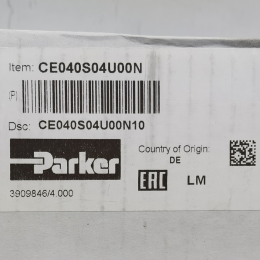 Item: CE040S04U00N
(P)
Dsc: CE040S04U00N10
Parker
Country of Origin:
DE
EAC LM
3909846/4.000